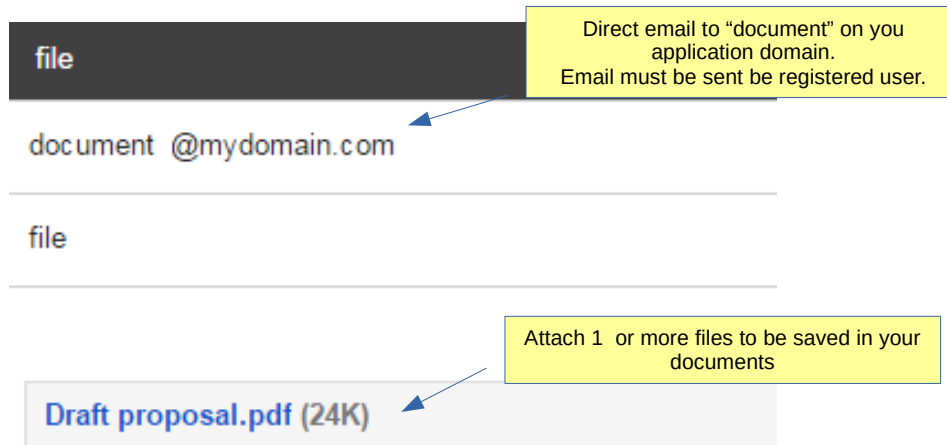 file
Direct email to “document” on you
application domain.
Email must be sent be registered user.
document @mydomain.com
file
Attach 1 or more files to be saved in your
documents
Draft proposal.pdf (24K)